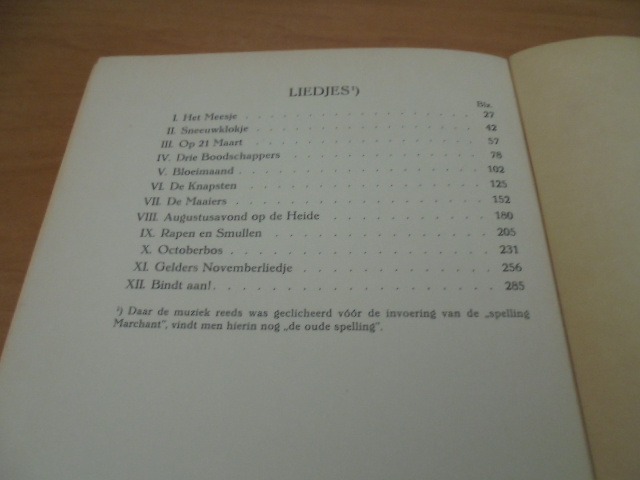 LIEDJES¹)
Blz.
I. Het Meesje . . . . . . . . . . . . 27
II. Sneeuwklokje . . . . . . . . . . . . 42
III. Op 21 Maart . . . . . . . . . . . . 57
IV. Drie Boodschappers . . . . . . . . . . 78
V. Bloeimaand . . . . . . . . . . . . 102
VI. De Knapsten . . . . . . . . . . . . 125
VII. De Maaiers . . . . . . . . . . . . 152
VIII. Augustusavond op de Heide . . . . . . . . 180
IX. Rapen en Smullen . . . . . . . . . . 205
X. Octoberbos . . . . . . . . . . . . 231
XI. Gelders Novemberliedje . . . . . . . . . 256
XII. Bindt aan! . . . . . . . . . . . . 285
¹) Daar de muziek reeds was geclicheerd vóór de invoering van de „spelling
Marchant”, vindt men hierin nog „de oude spelling”.